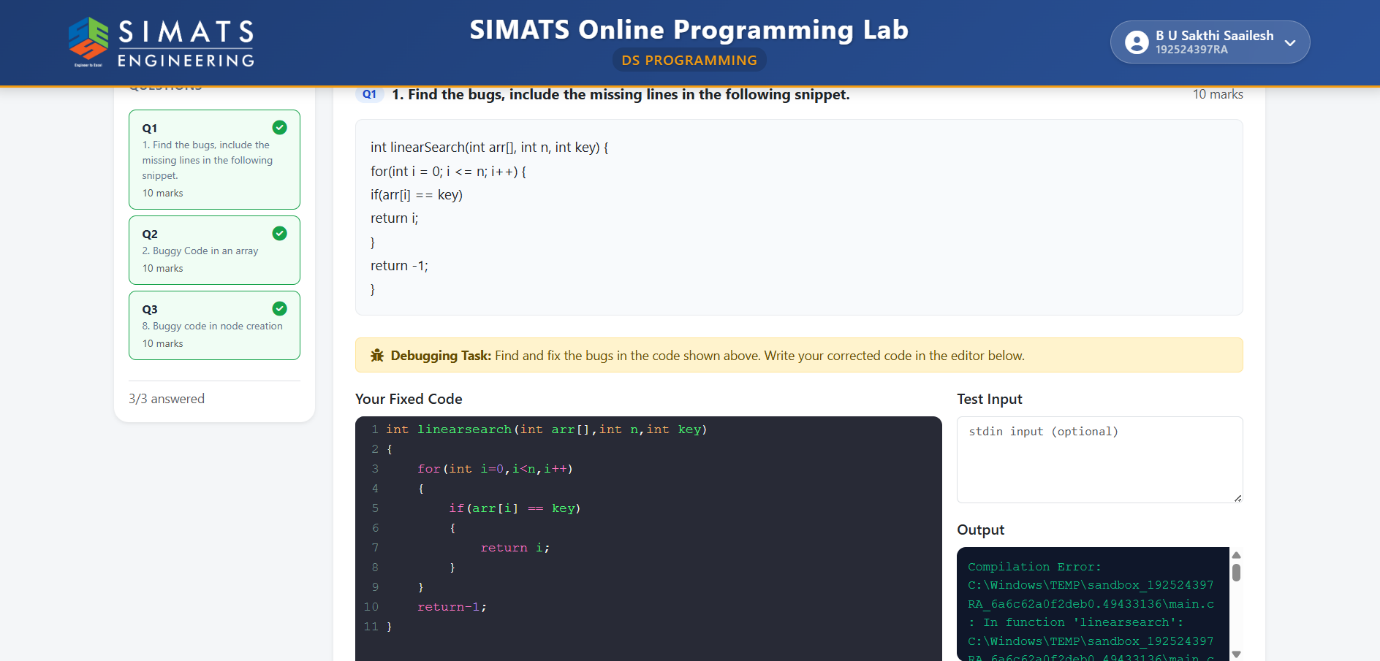 SIMATS
ENGINEERING
Engineer to Excel
SIMATS Online Programming Lab
DS PROGRAMMING
B U Sakthi Saailesh
192524397RA
QUESTIONS
Q1
1. Find the bugs, include the
missing lines in the following
snippet.
10 marks
Q2
2. Buggy Code in an array
10 marks
Q3
8. Buggy code in node creation
10 marks
3/3 answered
Q1 1. Find the bugs, include the missing lines in the following snippet. 10 marks
int linearSearch(int arr[], int n, int key) {
for(int i = 0; i <= n; i++) {
if(arr[i] == key)
return i;
}
return -1;
}
Debugging Task: Find and fix the bugs in the code shown above. Write your corrected code in the editor below.
Your Fixed Code
1 int linearsearch(int arr[],int n,int key)
2 {
3 for(int i=0,i<n,i++)
4 {
5 if(arr[i] == key)
6 {
7 return i;
8 }
9 }
10 return-1;
11 }
Test Input
stdin input (optional)
Output
Compilation Error:
C:\Windows\TEMP\sandbox_192524397
RA_6a6c62a0f2deb0.49433136\main.c
: In function 'linearsearch':
C:\Windows\TEMP\sandbox_192524397
RA_6a6c62a0f2deb0.49433136\main.c